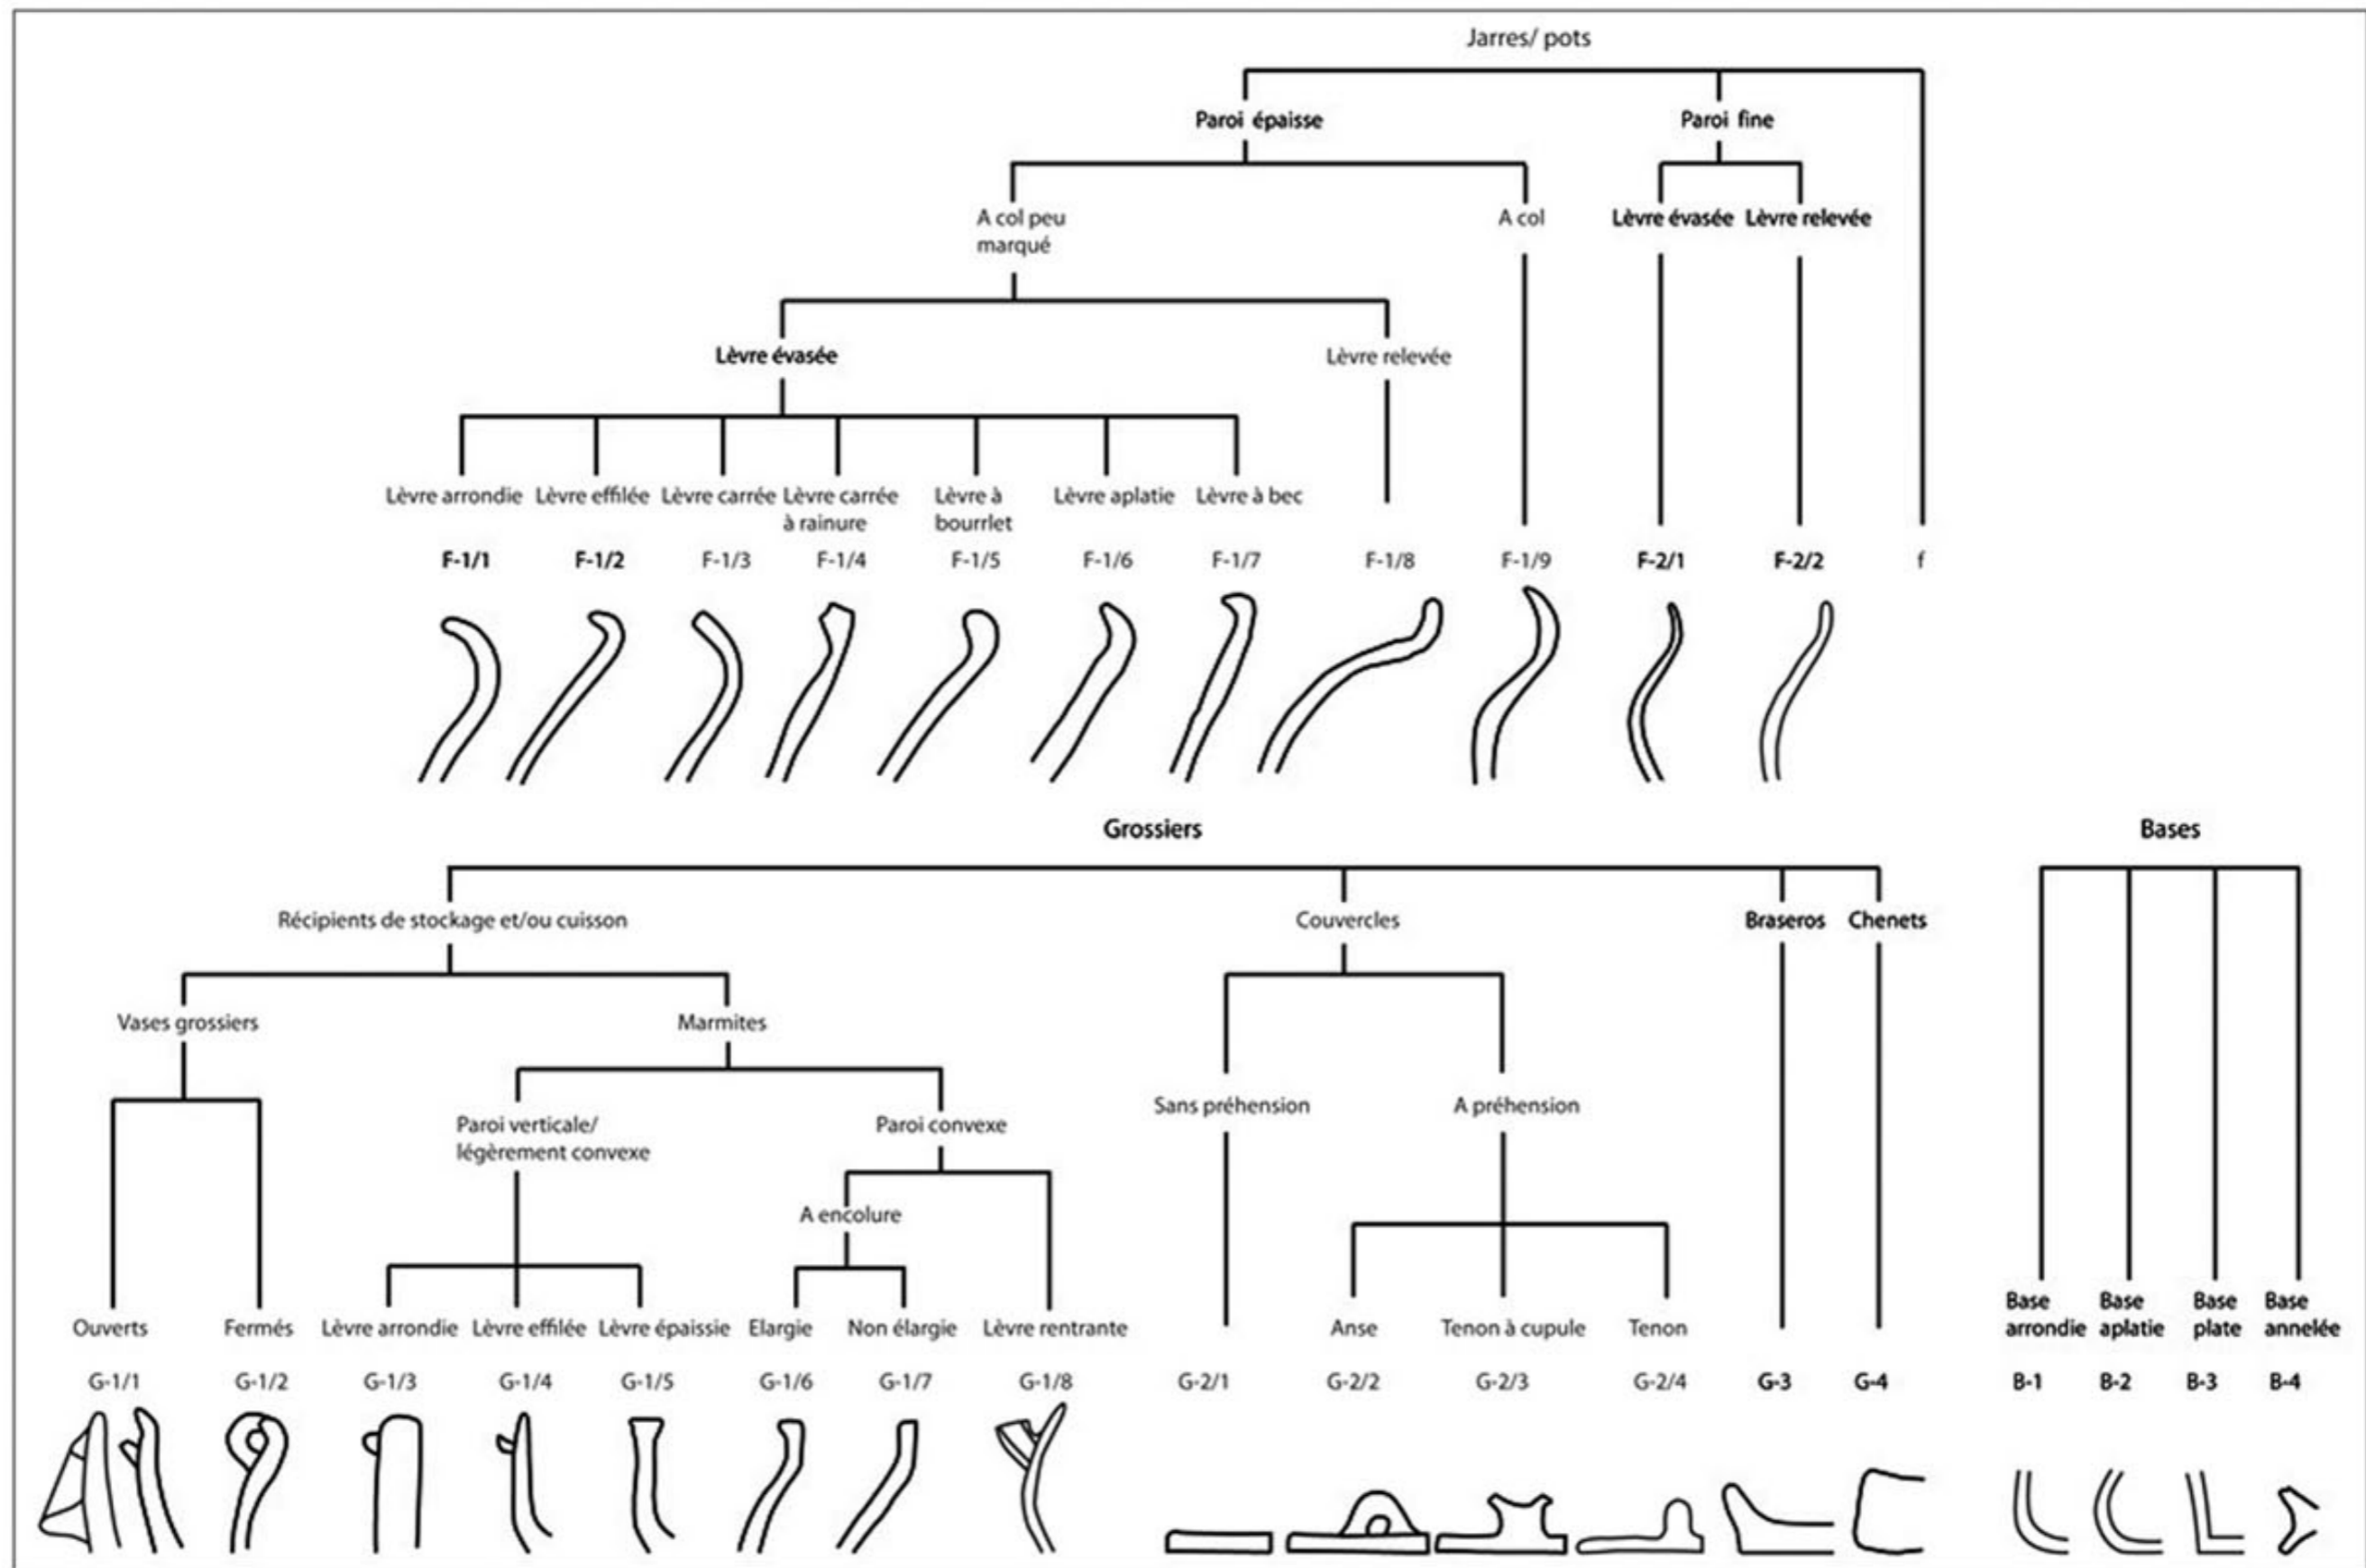 Jarres/ pots
Paroi épaisse
Paroi fine
A col peu
marqué
A col
Lèvre évasée
Lèvre relevée
Lèvre évasée
Lèvre relevée
Lèvre arrondie
Lèvre effilée
Lèvre carrée
Lèvre carrée
à rainure
Lèvre à
bourrlet
Lèvre aplatie
Lèvre à bec
F-1/1
F-1/2
F-1/3
F-1/4
F-1/5
F-1/6
F-1/7
F-1/8
F-1/9
F-2/1
F-2/2
f
Grossiers
Récipients de stockage et/ou cuisson
Couvercles
Braseros
Chenets
Vases grossiers
Marmites
Sans préhension
A préhension
Paroi verticale/
légèrement convexe
Paroi convexe
A encolure
Ouverts
Fermés
Lèvre arrondie
Lèvre effilée
Lèvre épaissie
Elargie
Non élargie
Lèvre rentrante
Anse
Tenon à cupule
Tenon
G-1/1
G-1/2
G-1/3
G-1/4
G-1/5
G-1/6
G-1/7
G-1/8
G-2/1
G-2/2
G-2/3
G-2/4
G-3
G-4
Bases
Base
arrondie
Base
aplatie
Base
plate
Base
annelée
B-1
B-2
B-3
B-4